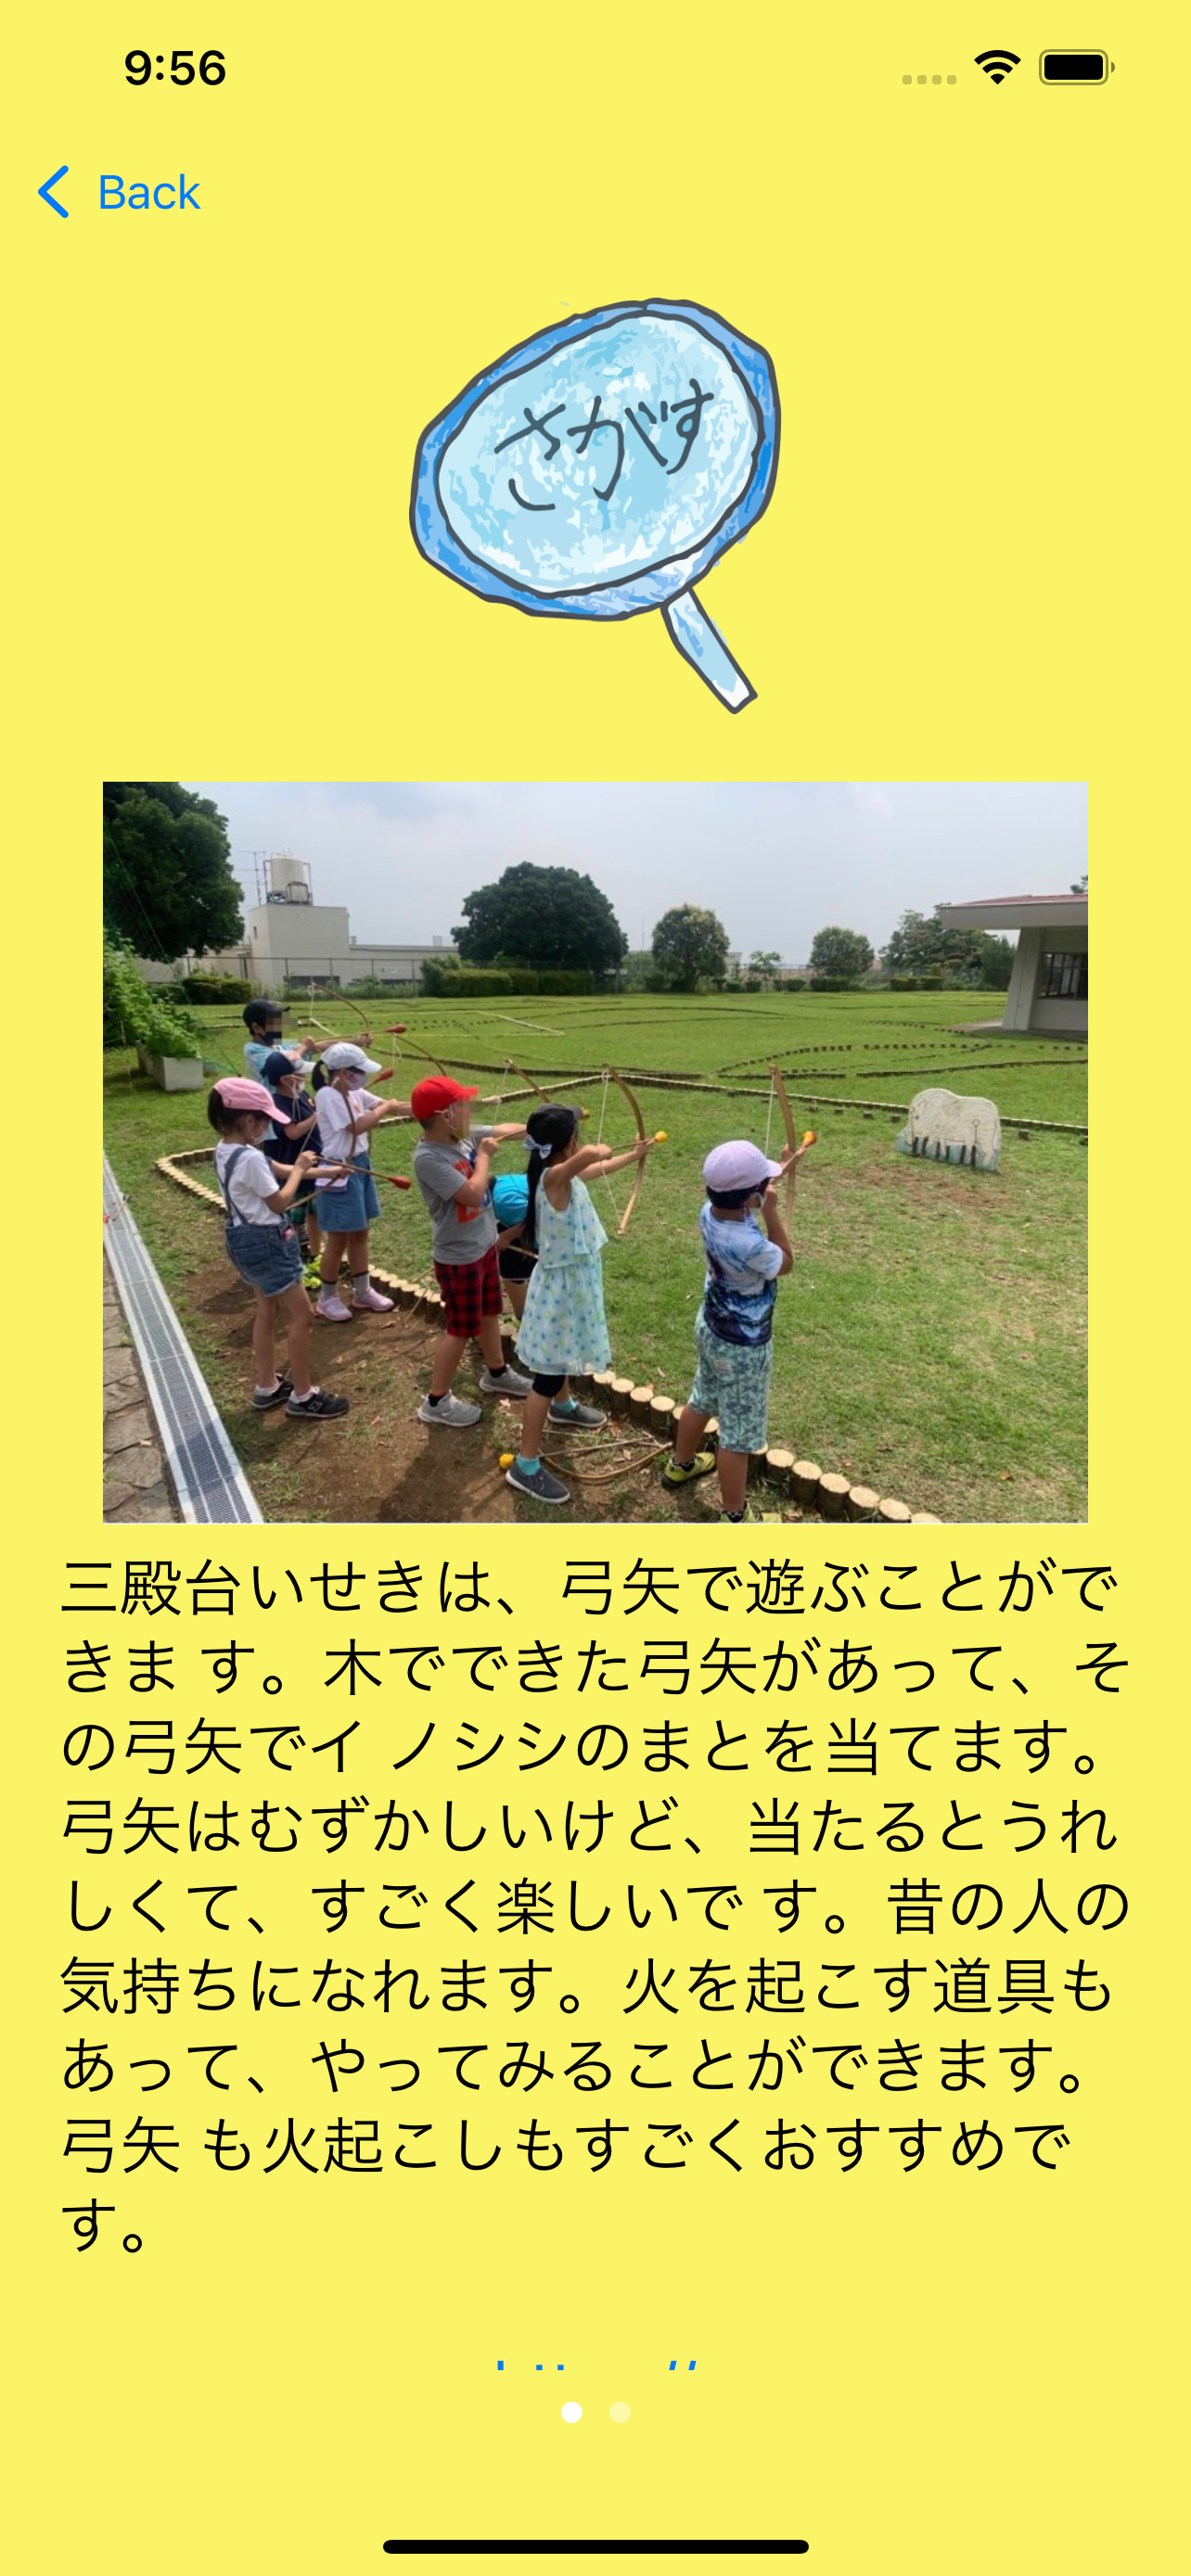 9:56
Back
さがす
三殿台いせきは、弓矢で遊ぶことがで
きま す。木でできた弓矢があって、そ
の弓矢でイ ノシシのまとを当てます。
弓矢はむずかしいけど、当たるとうれ
しくて、すごく楽しいで す。昔の人の
気持ちになれます。火を起こす道具も
あって、やってみることができます。
弓矢 も火起こしもすごくおすすめで
す。